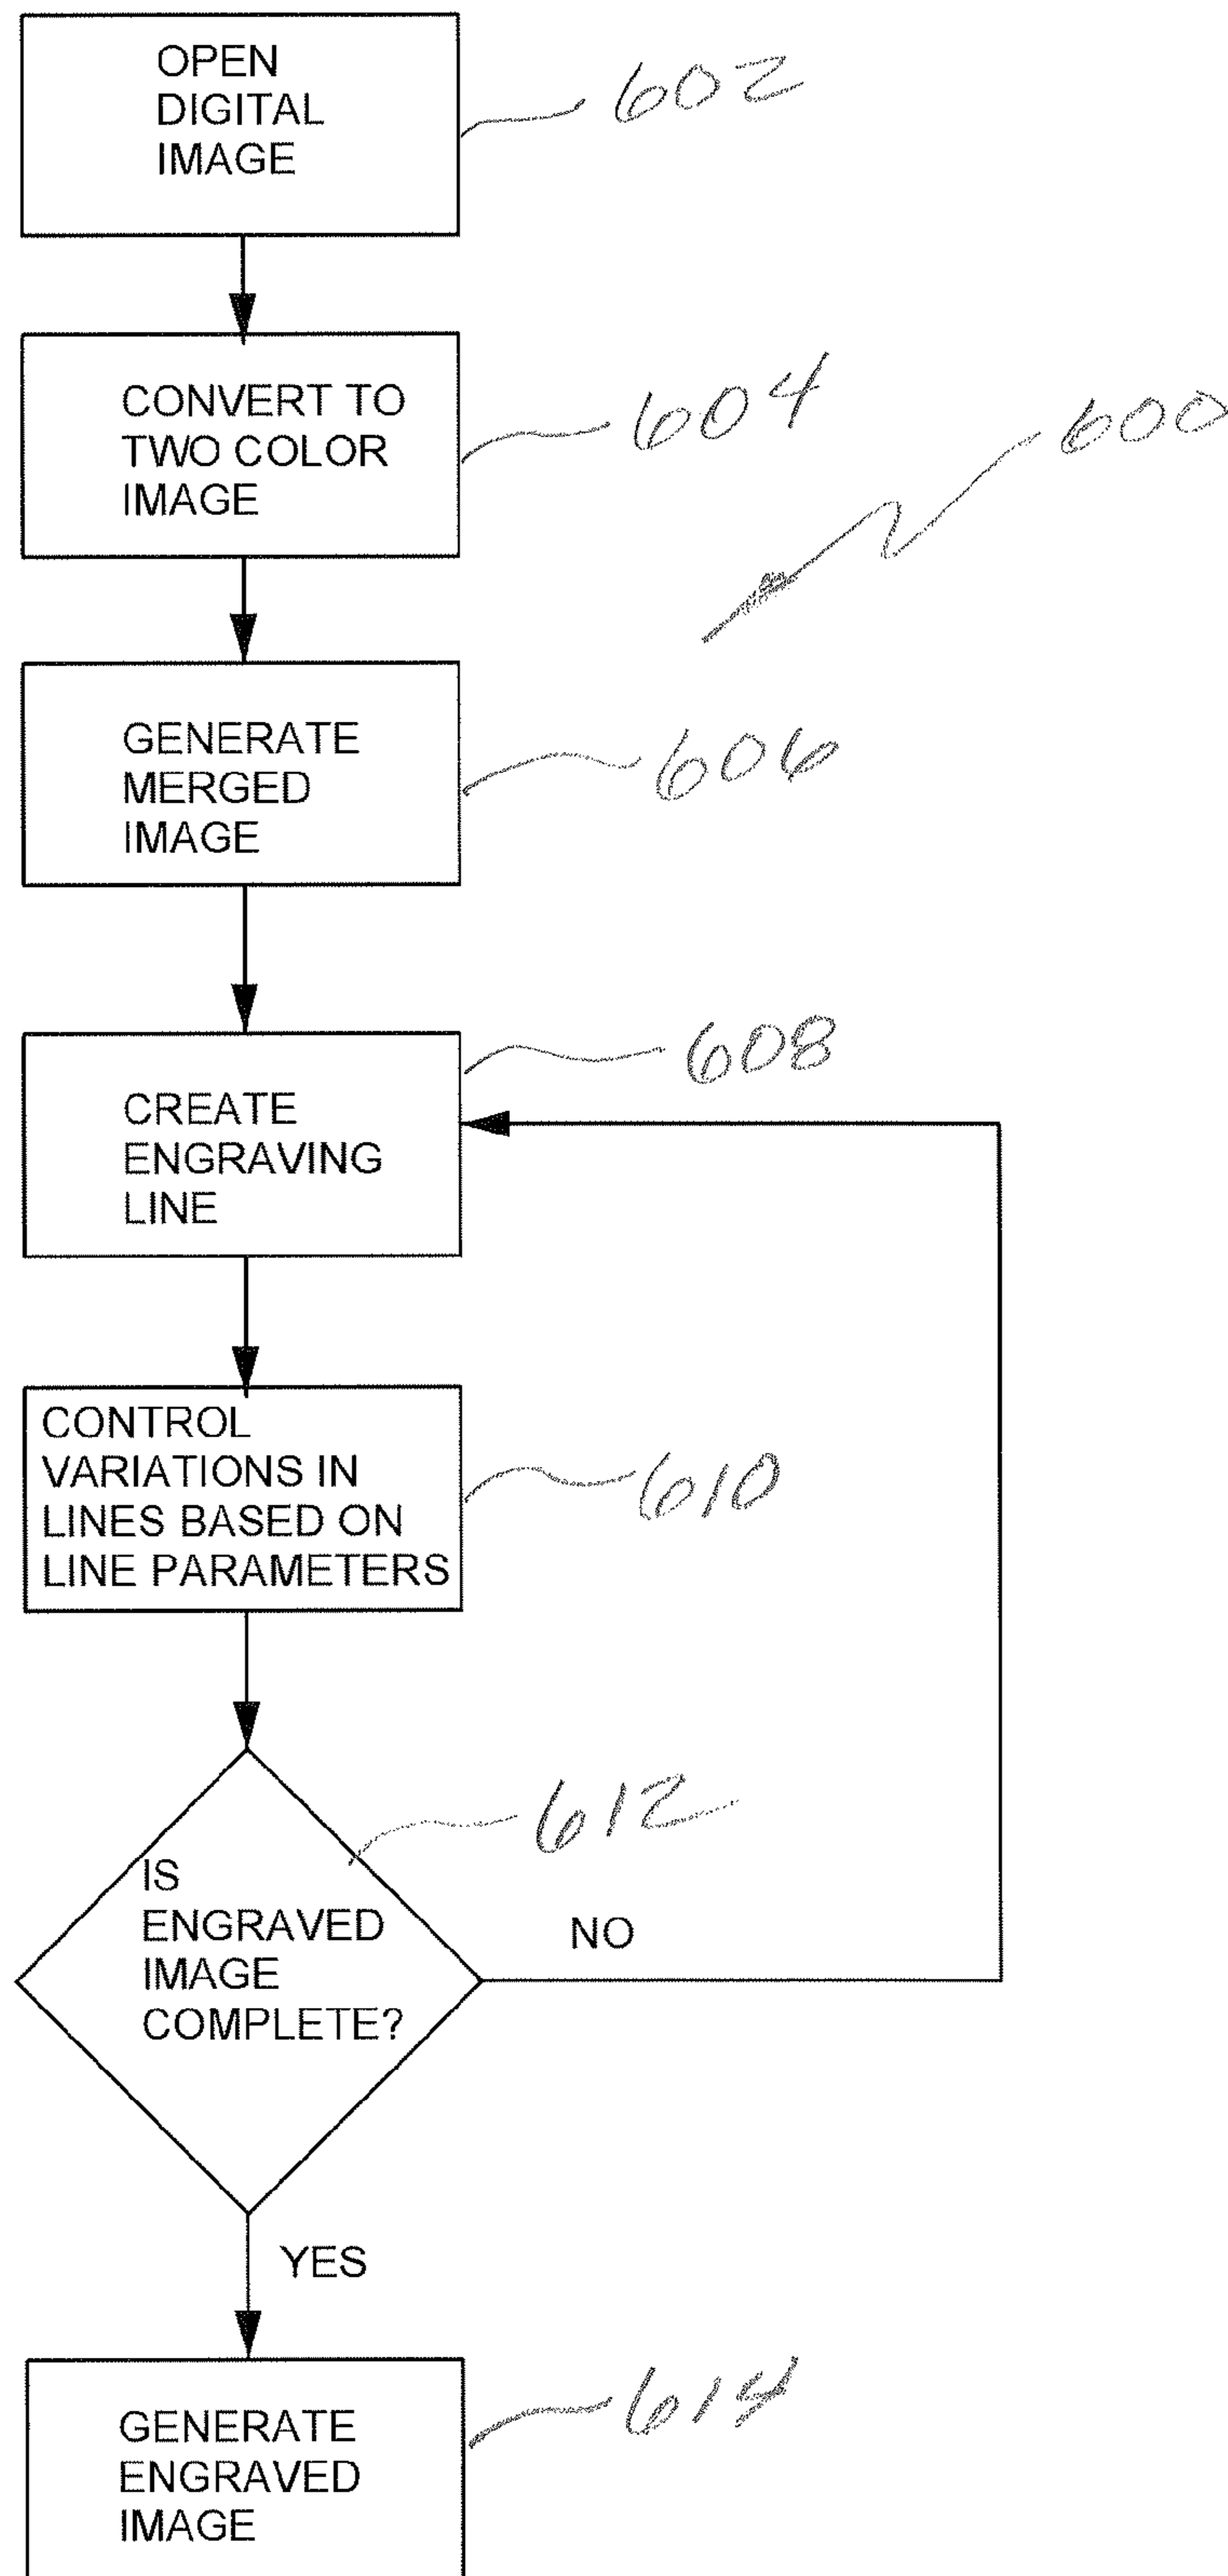 OPEN
DIGITAL
IMAGE
602
CONVERT TO
TWO COLOR
IMAGE
604
600
GENERATE
MERGED
IMAGE
606
608
CREATE
ENGRAVING
LINE
CONTROL
VARIATIONS IN
LINES BASED ON
LINE PARAMETERS
610
612
IS
ENGRAVED
IMAGE
COMPLETE?
NO
YES
614
GENERATE
ENGRAVED
IMAGE